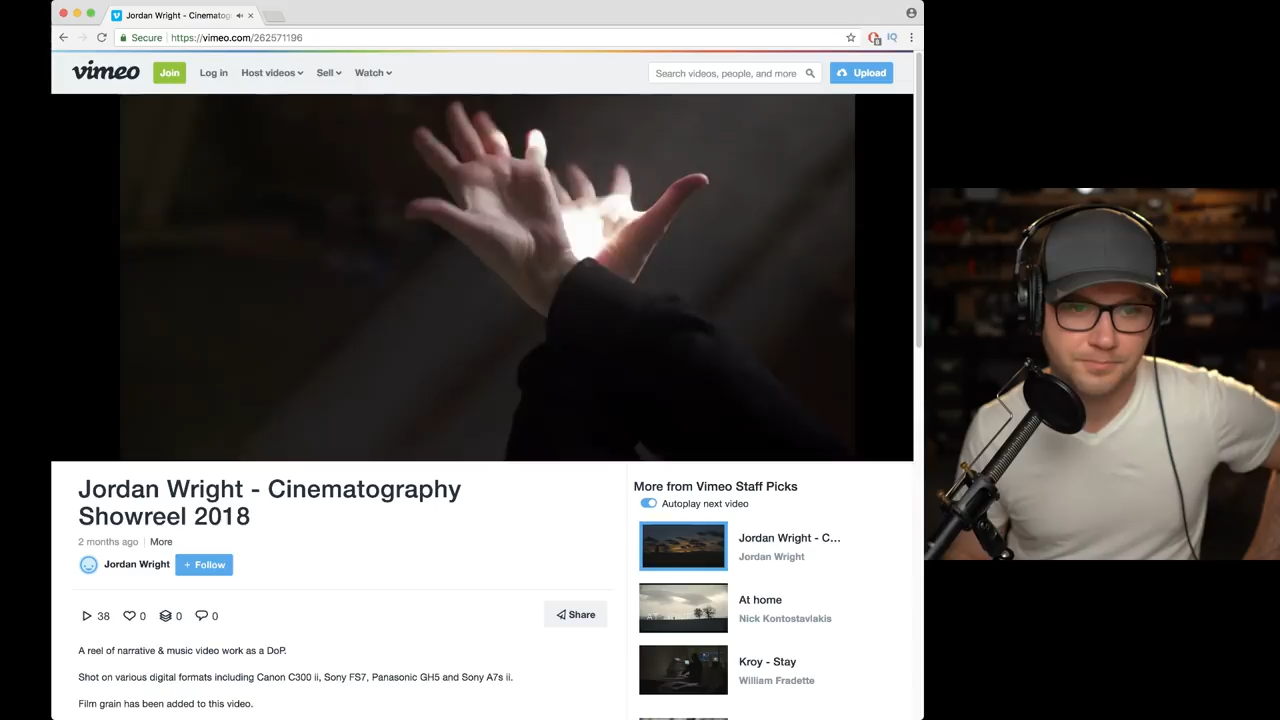 Jordan Wright - Cinematog
Secure https://vimeo.com/262571196
IQ
vimeo Join Log in Host videos Sell Watch Search videos, people, and more Upload
Jordan Wright - Cinematography
Showreel 2018
2 months ago More
Jordan Wright + Follow
38 0 0 0 Share
A reel of narrative & music video work as a DoP.
Shot on various digital formats including Canon C300 ii, Sony FS7, Panasonic GH5 and Sony A7s ii.
Film grain has been added to this video.
More from Vimeo Staff Picks
Autoplay next video
Jordan Wright - C...
Jordan Wright
At home
Nick Kontostavlakis
Kroy - Stay
William Fradette